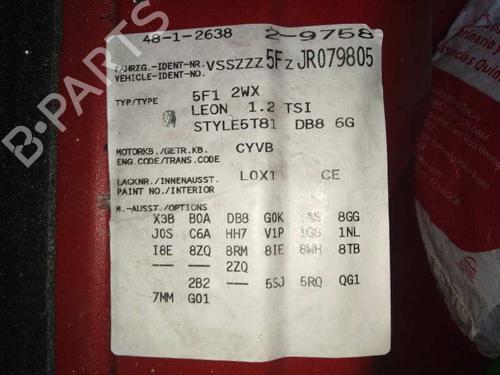 48-1-2638 2-9758
FAHRZG.-IDENT-NR. VSSZZZ5FZJR079805
VEHICLE-IDENT-NO.
TYP/TYPE 5F1 2WX
LEON 1.2 TSI
STYLE5T81 DB8 6G
MOTORKB./GETR.KB. CYVB
ENG.CODE/TRANS.CODE
LACKNR./INNENAUSST. L0X1 CE
PAINT NO./INTERIOR
M.-AUSST./OPTIONS
X3B B0A DB8 G0K 8GG
J0S C6A HH7 V1P 1G8 1NL
I8E 8ZQ 8RM 8IE 8WH 8TB
--- --- 2ZQ
2B2 --- 5SJ 5RQ QG1
7MM G01
B-Parts